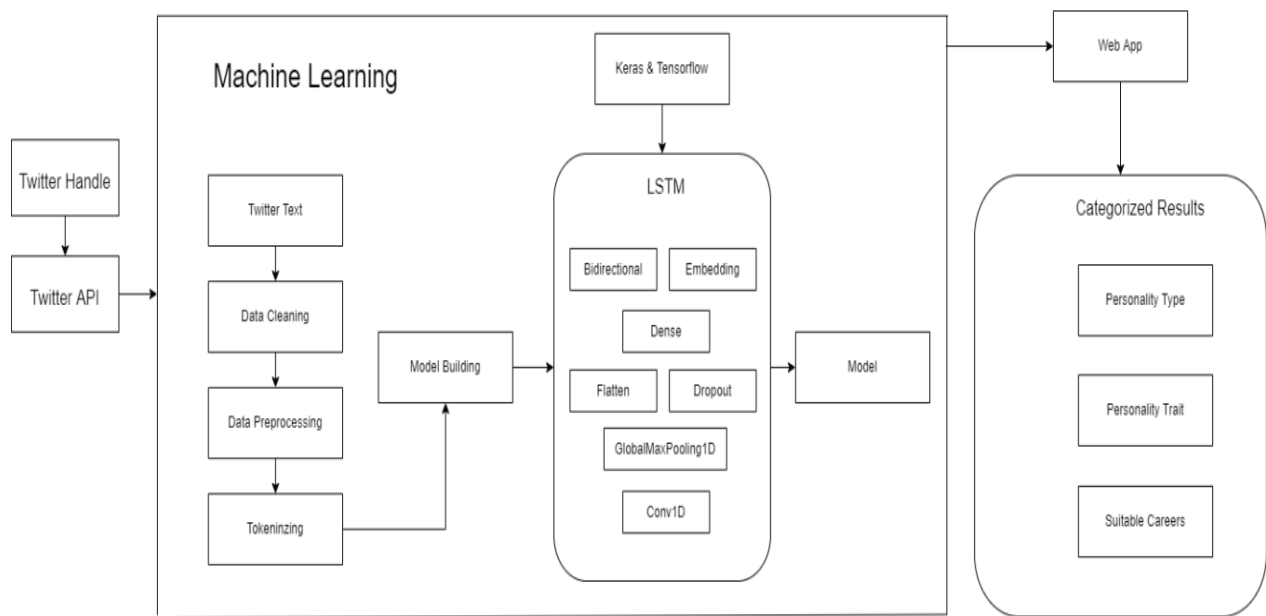 Machine Learning
Keras & Tensorflow
Web App
Twitter Handle
Twitter API
Twitter Text
Data Cleaning
Data Preprocessing
Tokeninzing
Model Building
LSTM
Bidirectional
Embedding
Dense
Flatten
Dropout
GlobalMaxPooling1D
Conv1D
Model
Categorized Results
Personality Type
Personality Trait
Suitable Careers